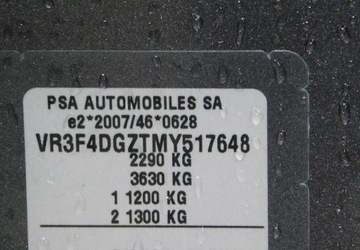 PSA AUTOMOBILES SA
e2*2007/46*0628
VR3F4DGZTMY517648
2290 KG
3630 KG
1 1200 KG
2 1300 KG